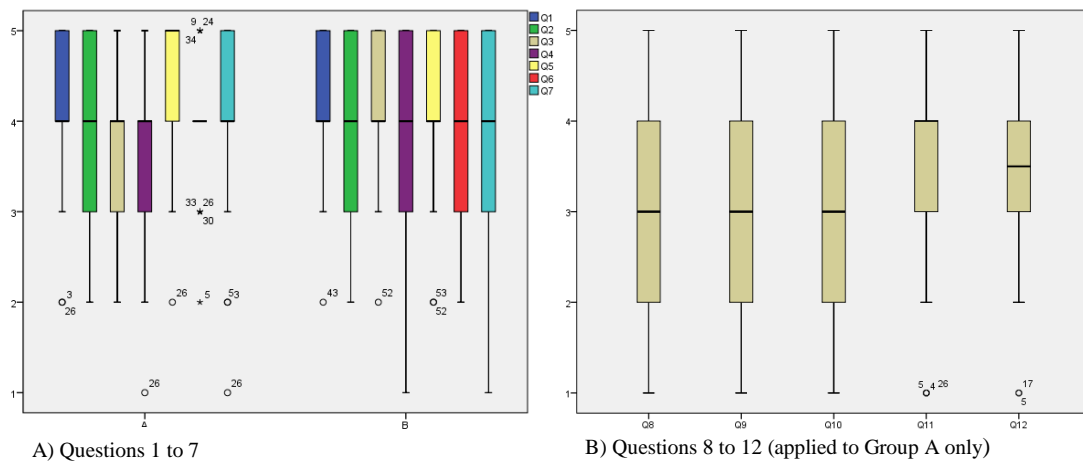 5
4
3
2
1
Q1
Q2
Q3
Q4
Q5
Q6
Q7
9 24
34
33 26
30
3
26
26
5
53
26
26
43
52
53
52
A
B
A) Questions 1 to 7
5
4
3
2
1
5 4 26
17
5
Q8 Q9 Q10 Q11 Q12
B) Questions 8 to 12 (applied to Group A only)